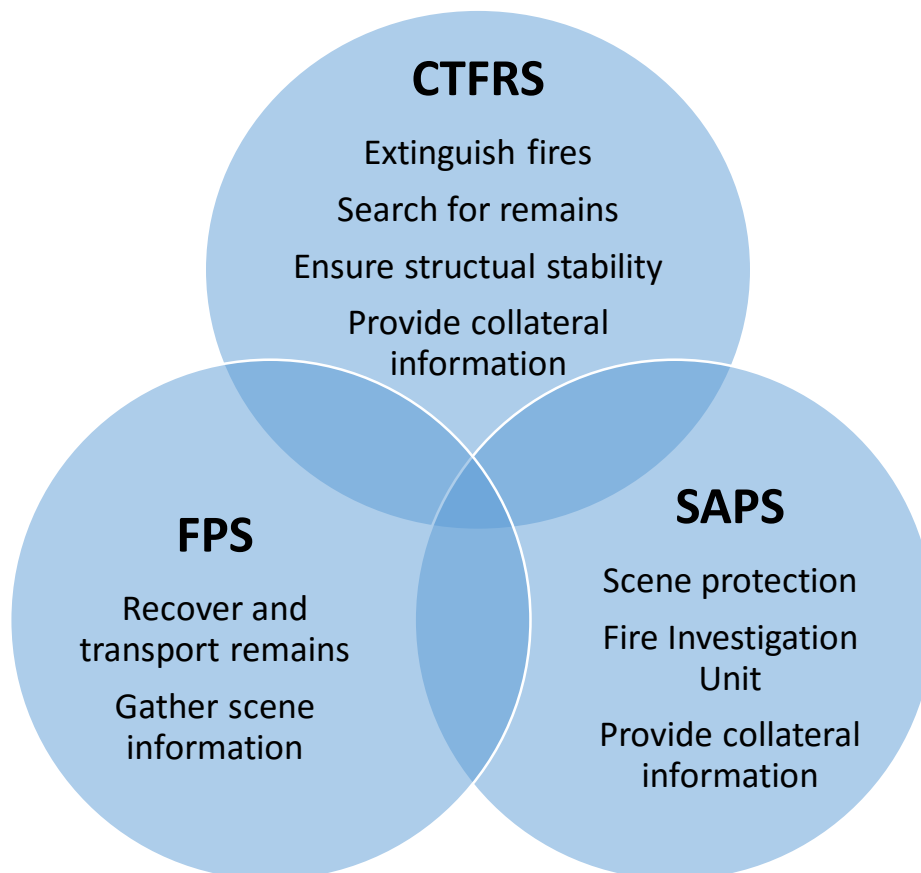 CTFRS
Extinguish fires
Search for remains
Ensure structual stability
Provide collateral
information
FPS
Recover and
transport remains
Gather scene
information
SAPS
Scene protection
Fire Investigation
Unit
Provide collateral
information